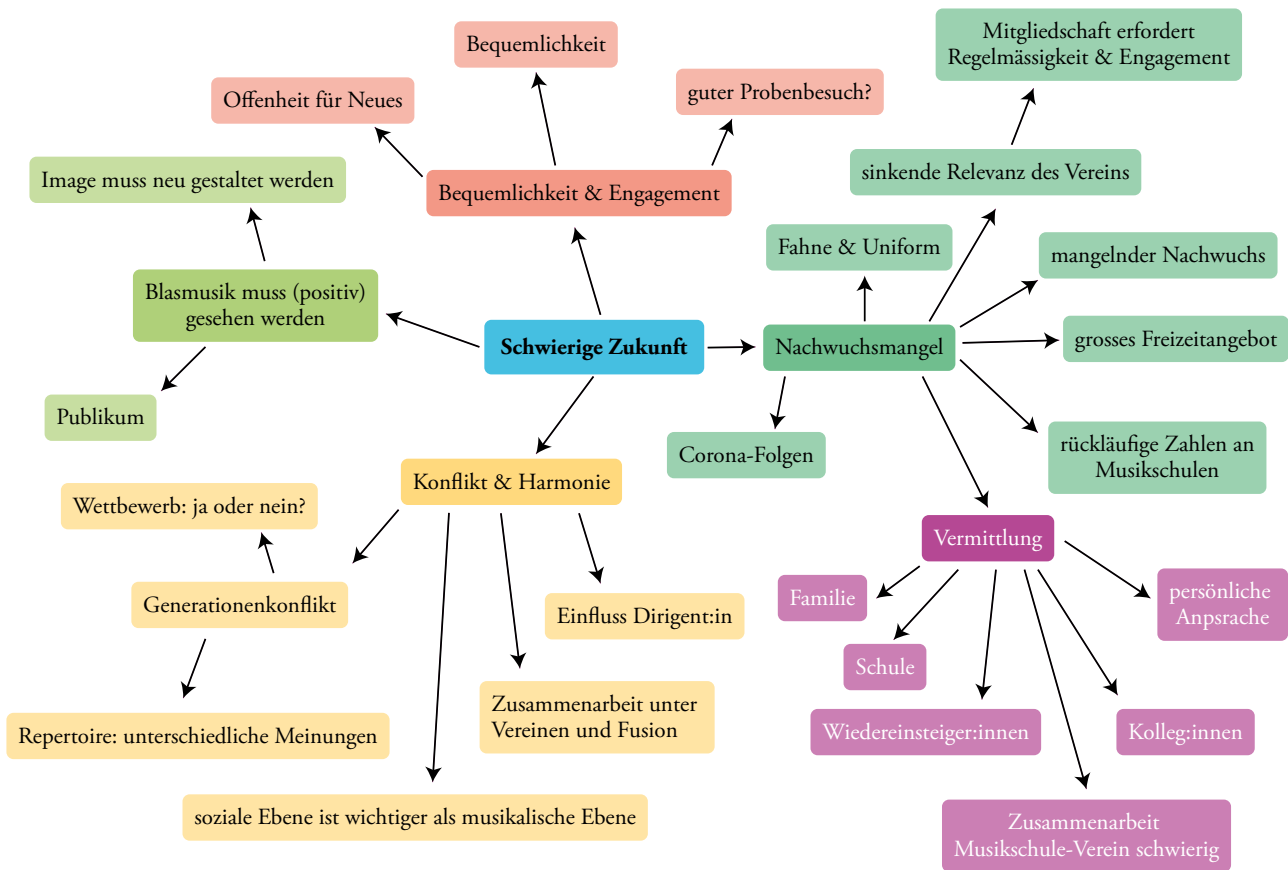 Bequemlichkeit
Mitgliedschaft erfordert
Regelmässigkeit & Engagement
Offenheit für Neues
guter Probenbesuch?
Image muss neu gestaltet werden
Bequemlichkeit & Engagement
sinkende Relevanz des Vereins
Fahne & Uniform
mangelnder Nachwuchs
Blasmusik muss (positiv)
gesehen werden
Schwierige Zukunft
Nachwuchsmangel
grosses Freizeitangebot
Publikum
Corona-Folgen
rückläufige Zahlen an
Musikschulen
Konflikt & Harmonie
Wettbewerb: ja oder nein?
Vermittlung
Generationenkonflikt
Einfluss Dirigent:in
Familie
persönliche
Anpsrache
Schule
Repertoire: unterschiedliche Meinungen
Zusammenarbeit unter
Vereinen und Fusion
Wiedereinsteiger:innen
Kolleg:innen
soziale Ebene ist wichtiger als musikalische Ebene
Zusammenarbeit
Musikschule-Verein schwierig